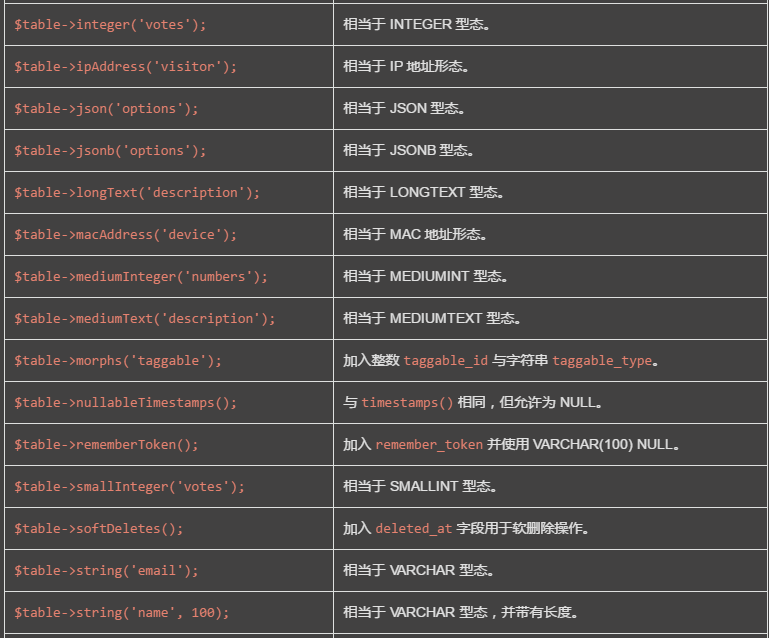 $table->integer('votes'); 相当于 INTEGER 型态。
$table->ipAddress('visitor'); 相当于 IP 地址形态。
$table->json('options'); 相当于 JSON 型态。
$table->jsonb('options'); 相当于 JSONB 型态。
$table->longText('description'); 相当于 LONGTEXT 型态。
$table->macAddress('device'); 相当于 MAC 地址形态。
$table->mediumInteger('numbers'); 相当于 MEDIUMINT 型态。
$table->mediumText('description'); 相当于 MEDIUMTEXT 型态。
$table->morphs('taggable'); 加入整数 taggable_id 与字符串 taggable_type。
$table->nullableTimestamps(); 与 timestamps() 相同，但允许为 NULL。
$table->rememberToken(); 加入 remember_token 并使用 VARCHAR(100) NULL。
$table->smallInteger('votes'); 相当于 SMALLINT 型态。
$table->softDeletes(); 加入 deleted_at 字段用于软删除操作。
$table->string('email'); 相当于 VARCHAR 型态。
$table->string('name', 100); 相当于 VARCHAR 型态，并带有长度。